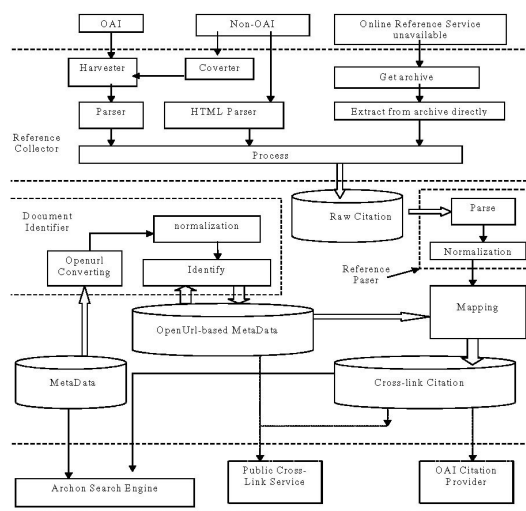 OAI
Non-OAI
Online Reference Service
unavailable
Harvester
Coverter
Get archive
Parser
HTML Parser
Extract from archive directly
Reference
Collector
Process
Raw Citation
Parse
Document
Identifier
normalization
Openurl
Converting
Identify
Normalization
Reference
Paser
OpenUrl-based MetaData
Mapping
MetaData
Cross-link Citation
Archon Search Engine
Public Cross-
Link Service
OAI Citation
Provider